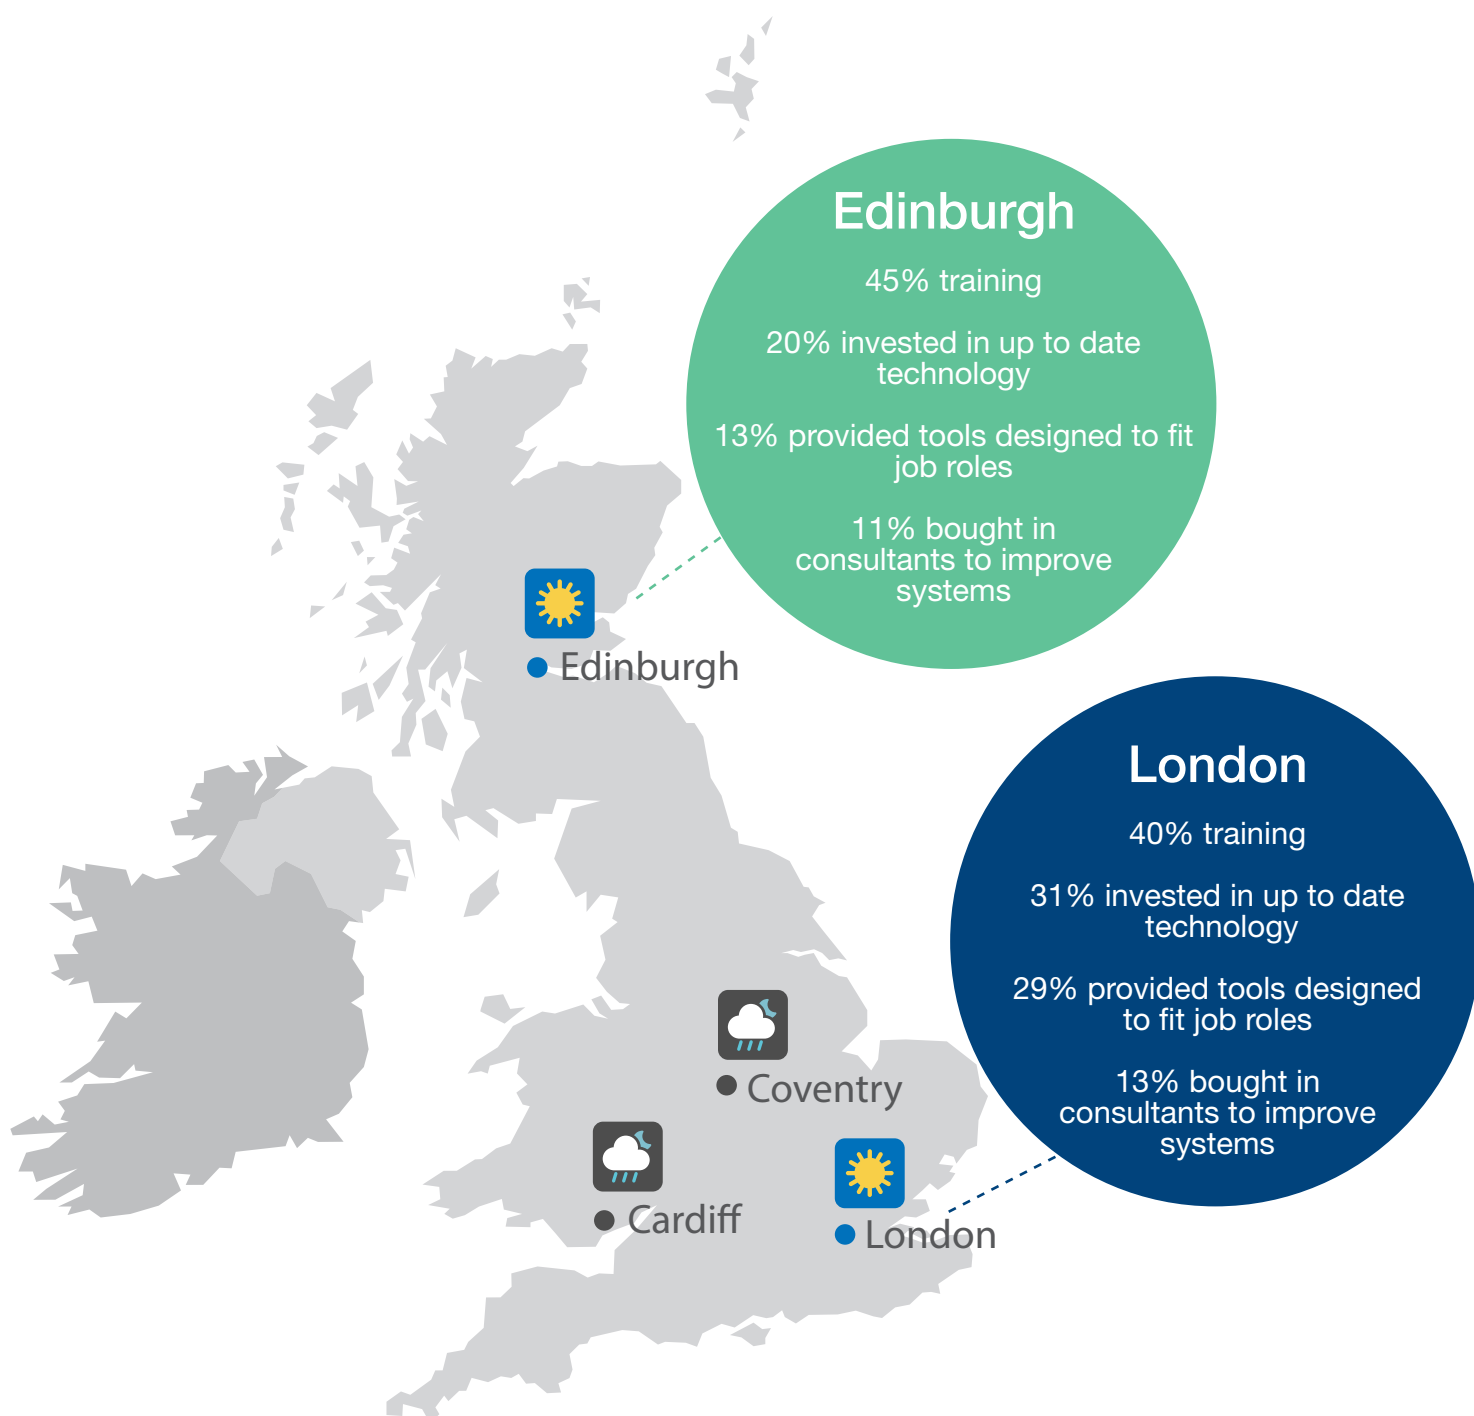 Edinburgh
45% training
20% invested in up to date
technology
13% provided tools designed to fit
job roles
11% bought in
consultants to improve
systems
Edinburgh
London
40% training
31% invested in up to date
technology
29% provided tools designed
to fit job roles
13% bought in
consultants to improve
systems
Coventry
Cardiff
London